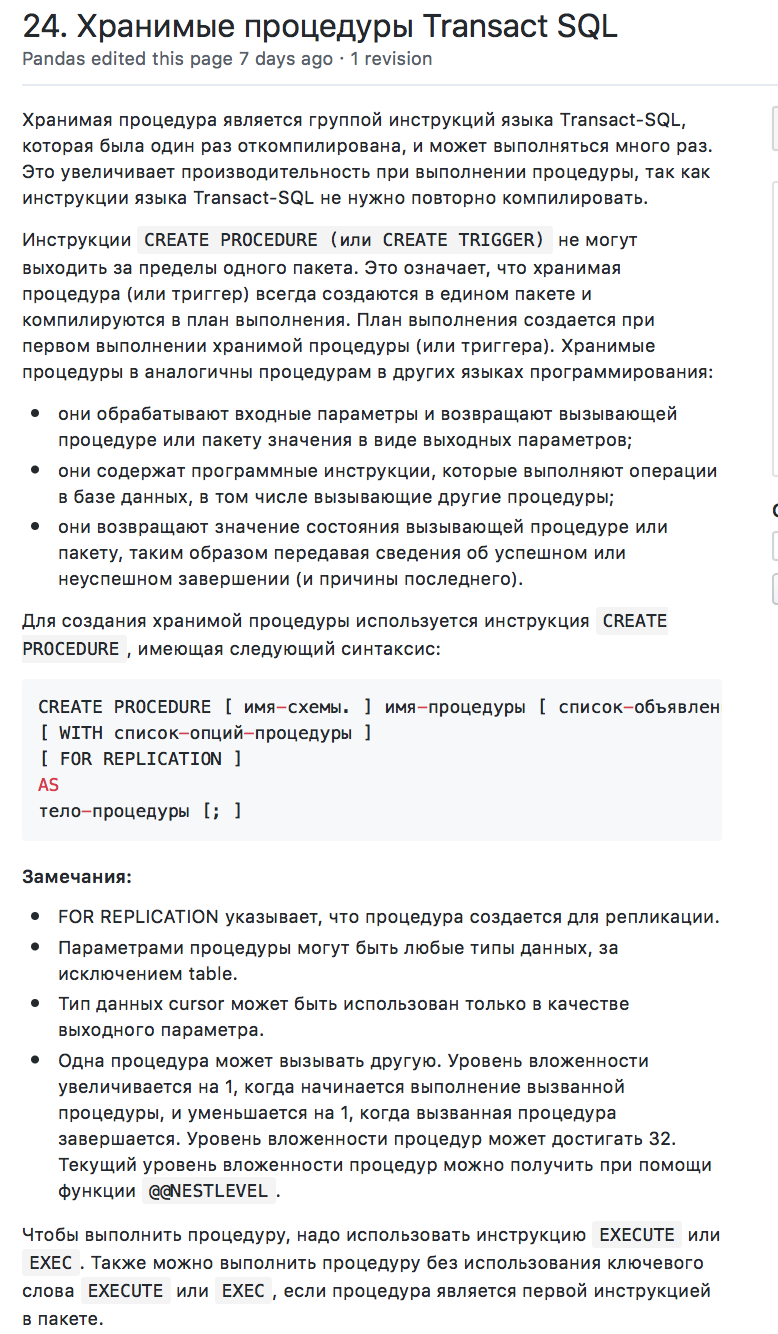 24. Хранимые процедуры Transact SQL
Pandas edited this page 7 days ago · 1 revision
Хранимая процедура является группой инструкций языка Transact-SQL,
которая была один раз откомпилирована, и может выполняться много раз.
Это увеличивает производительность при выполнении процедуры, так как
инструкции языка Transact-SQL не нужно повторно компилировать.
Инструкции CREATE PROCEDURE (или CREATE TRIGGER) не могут
выходить за пределы одного пакета. Это означает, что хранимая
процедура (или триггер) всегда создаются в едином пакете и
компилируются в план выполнения. План выполнения создается при
первом выполнении хранимой процедуры (или триггера). Хранимые
процедуры в аналогичны процедурам в других языках программирования:
• они обрабатывают входные параметры и возвращают вызывающей
процедуре или пакету значения в виде выходных параметров;
• они содержат программные инструкции, которые выполняют операции
в базе данных, в том числе вызывающие другие процедуры;
• они возвращают значение состояния вызывающей процедуре или
пакету, таким образом передавая сведения об успешном или
неуспешном завершении (и причины последнего).
Для создания хранимой процедуры используется инструкция CREATE
PROCEDURE , имеющая следующий синтаксис:
CREATE PROCEDURE [ имя-схемы. ] имя-процедуры [ список-объявлен
[ WITH список-опций-процедуры ]
[ FOR REPLICATION ]
AS
тело-процедуры [; ]
Замечания:
• FOR REPLICATION указывает, что процедура создается для репликации.
• Параметрами процедуры могут быть любые типы данных, за
исключением table.
• Тип данных cursor может быть использован только в качестве
выходного параметра.
• Одна процедура может вызывать другую. Уровень вложенности
увеличивается на 1, когда начинается выполнение вызванной
процедуры, и уменьшается на 1, когда вызванная процедура
завершается. Уровень вложенности процедур может достигать 32.
Текущий уровень вложенности процедур можно получить при помощи
функции @@NESTLEVEL .
Чтобы выполнить процедуру, надо использовать инструкцию EXECUTE или
EXEC . Также можно выполнить процедуру без использования ключевого
слова EXECUTE или EXEC , если процедура является первой инструкцией
в пакете.